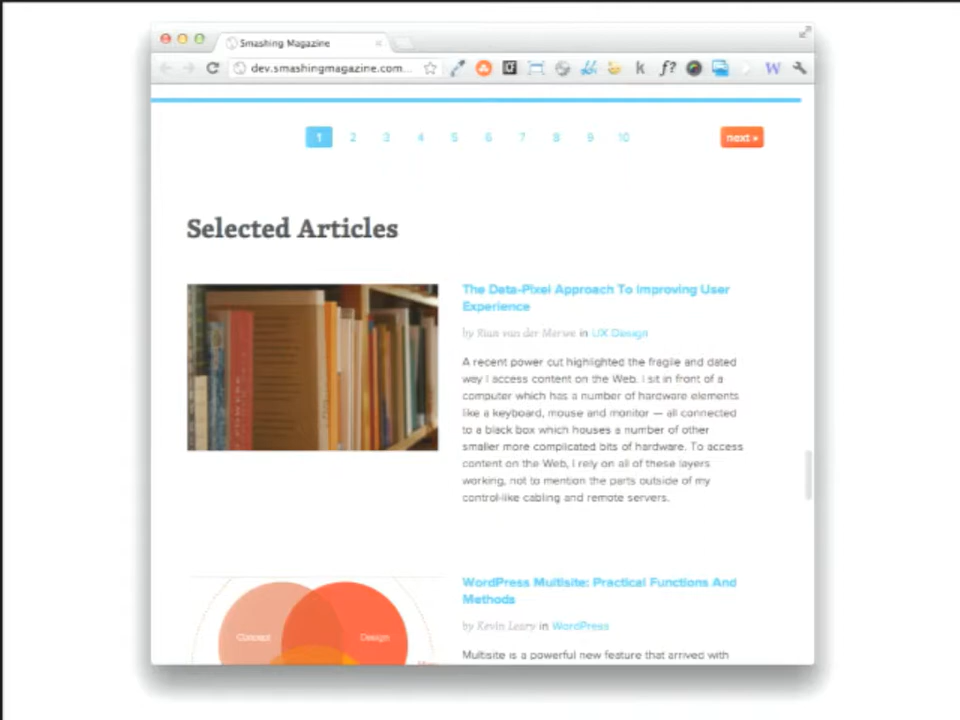 Smashing Magazine
dev.smashingmagazine.com...
k f? W
1 2 3 4 5 6 7 8 9 10 next »
Selected Articles
The Data-Pixel Approach To Improving User
Experience
by Rian van der Merwe in UX Design
A recent power cut highlighted the fragile and dated
way I access content on the Web. I sit in front of a
computer which has a number of hardware elements
like a keyboard, mouse and monitor — all connected
to a black box which houses a number of other
smaller more complicated bits of hardware. To access
content on the Web, I rely on all of these layers
working, not to mention the parts outside of my
control-like cabling and remote servers.
WordPress Multisite: Practical Functions And
Methods
by Kevin Leary in WordPress
Concept Design
Multisite is a powerful new feature that arrived with